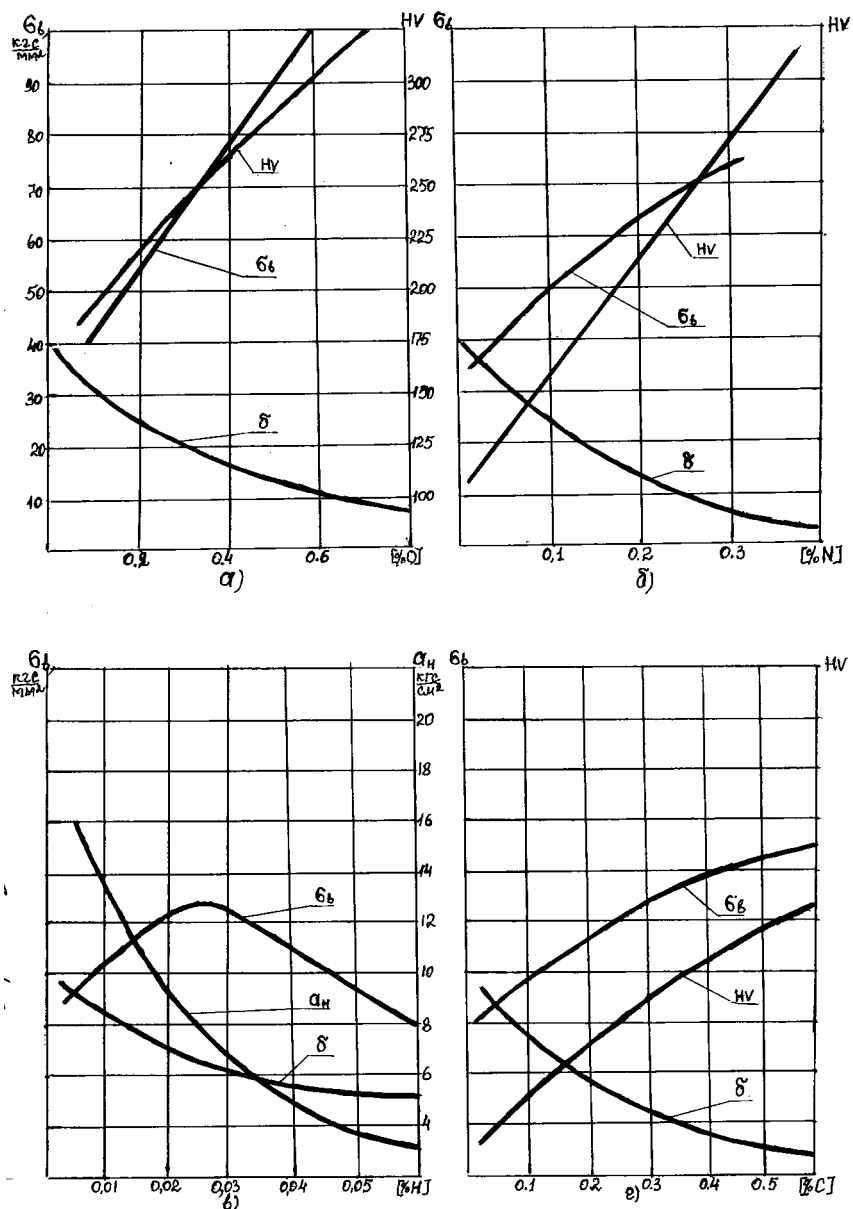 σв
кгс
мм²
HV
90
80
70
60
50
40
30
20
10
300
275
250
225
200
175
150
125
100
HV
σв
δ
0.2
0.4
0.6
[%O]
а)
σв
HV
HV
σв
δ
0,1
0.2
0.3
[%N]
б)
σв
кгс
мм²
aн
кгс
см²
20
18
16
14
12
10
8
6
4
σв
aн
δ
0,01
0,02
0,03
0,04
0,05
[%H]
в)
σв
HV
σв
HV
δ
0.1
0.2
0.3
0.4
0.5
[%C]
г)